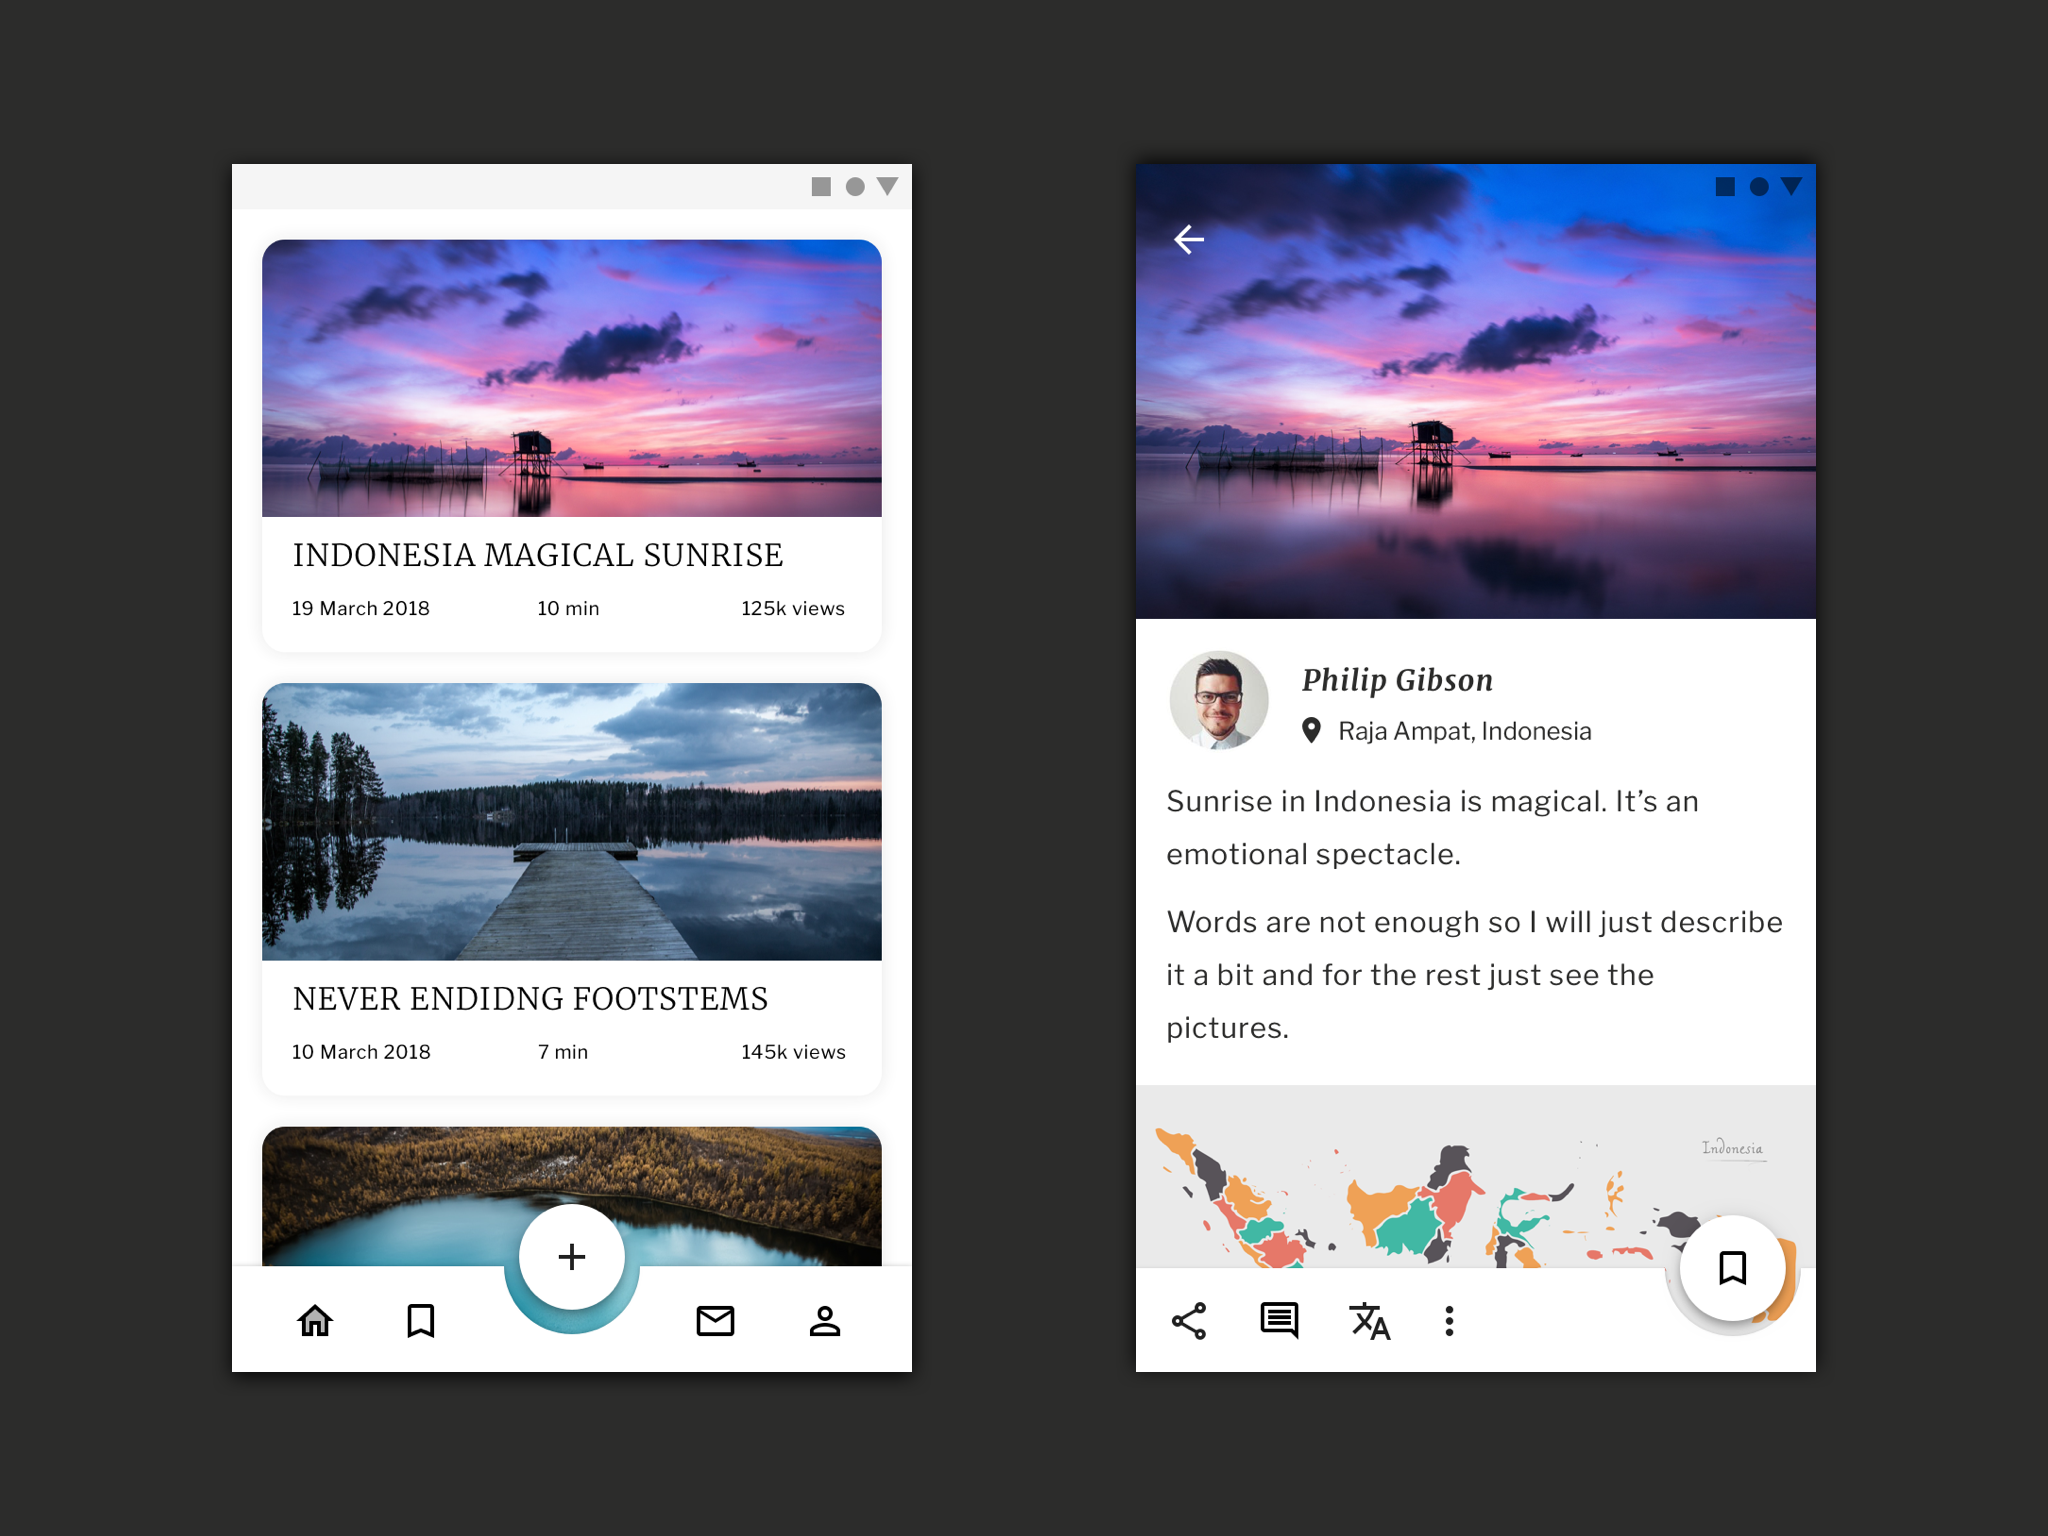 INDONESIA MAGICAL SUNRISE
19 March 2018 10 min 125k views
NEVER ENDIDNG FOOTSTEMS
10 March 2018 7 min 145k views
Philip Gibson
Raja Ampat, Indonesia
Sunrise in Indonesia is magical. It’s an
emotional spectacle.
Words are not enough so I will just describe
it a bit and for the rest just see the
pictures.
Indonesia